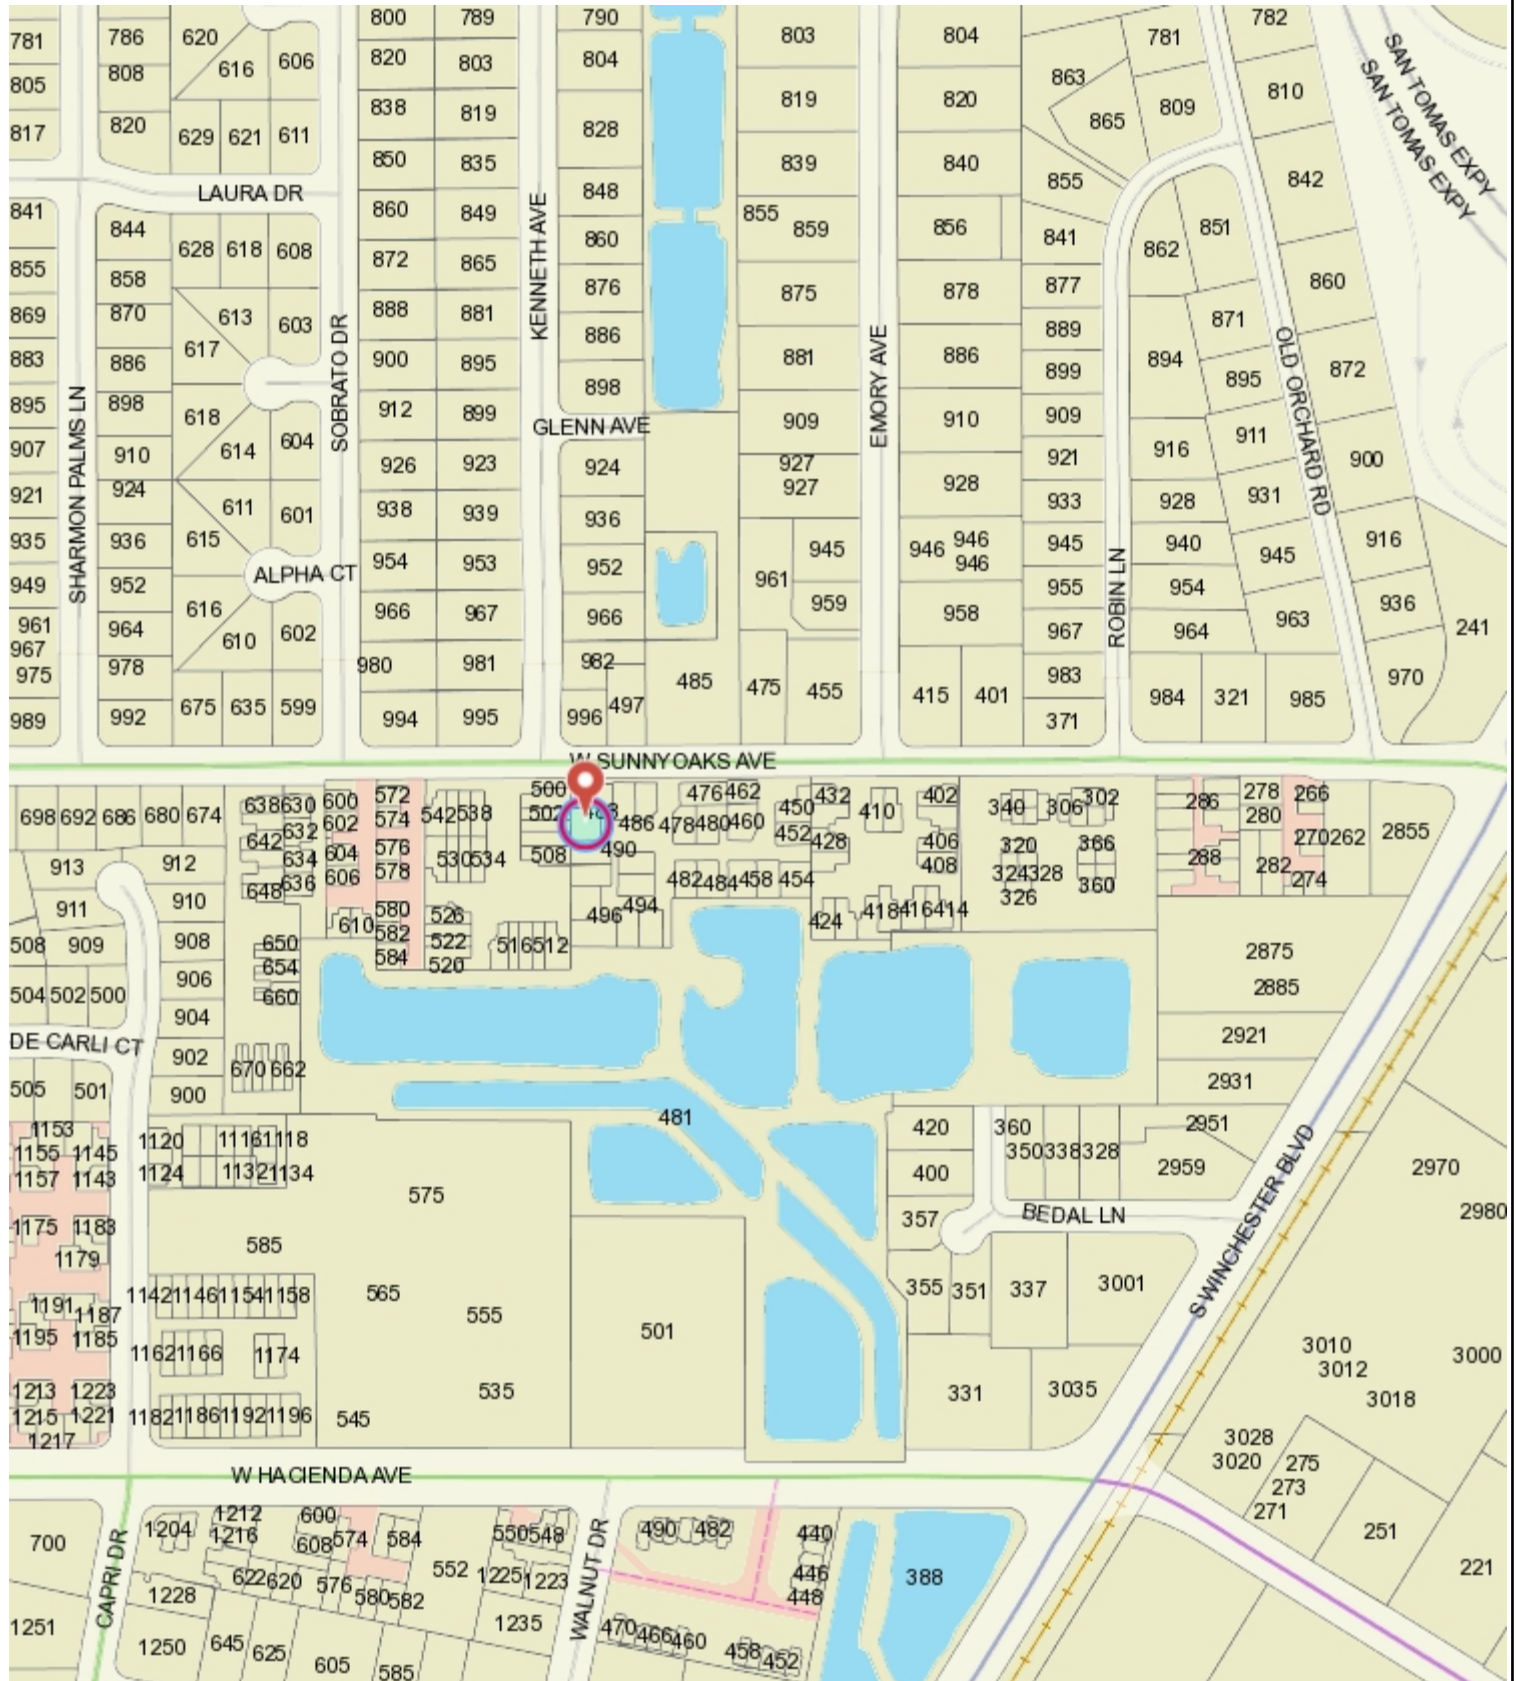 800 789 790 782
781 786 620 803 804 781
616 606 820 803 804 863
805 808 819 820 809 810
838 819 865
817 820 629 621 611 828
850 835 839 840 842
855
LAURA DR 848
841 860 849 855 859 856 851
844 628 618 608 860 841 862
855 858 872 865 876 875 878 877 860
869 870 613 603 888 881 871
617 886 889
883 886 900 895 881 886 899 894 895 872
895 898 618 912 899 898 909 910 909
GLENN AVE
907 910 614 604 926 923 924 927 921 916 911 900
924 927 928
921 611 601 938 939 936 933 928 931
935 936 615 945 946 946 945 940 945 916
946
ALPHA CT 954 953 952 961
949 952 959 955 954 936
961 964 616 602 966 967 966 958 967 964 963 241
967 610
975 978 980 981 982 485 475 455 415 401 983 984 321 985 970
989 992 675 635 599 994 995 996 497 371
SHARMON PALMS LN
SOBRATO DR
KENNETH AVE
EMORY AVE
ROBIN LN
OLD ORCHARD RD
SAN TOMAS EXPY
SAN TOMAS EXPY
W SUNNYOAKS AVE
698 692 686 680 674 638 630 600 572 542 538 500 476 462 432 402 302 278 266
602 574 502 486 478 480 460 450 410 340 306 286 280 270 262 2855
642 632 604 576 530 534 508 490 452 428 406 320 366
634 606 578 408 324 328 288 282
913 912 648 636 482 484 458 454 326 360 274
911 910 610 580 526 496 494 424 418 416 414
508 909 908 650 582 522 516 512 2875
654 584 520
504 502 500 906 660 2885
DE CARLI CT 904 2921
505 501 902 670 662 2931
900 481
1153 1120 1116 1118 420 360 2951
1155 1145 350 338 328
1157 1143 1124 1132 1134 400 2959 2970
575
1175 1183 357 BEDAL LN 2980
1179 585
1191 1187 1142 1146 1154 1158 565 555 355 351 337 3001
S WINCHESTER BLVD
1195 1185 1162 1166 1174 501 3010 3000
3012
1213 1223 535 331 3035 3018
1215 1221 1182 1186 1192 1196 545
1217 3028
W HACIENDA AVE 3020 275
273
271
700 1204 1212 600 574 584 550 548 490 482 440 251
1216 608
622 620 576 552 1225 1223 446 388 221
1228 580 582 448
CAPRI DR
WALNUT DR
1251 1250 645 625 605 585 1235 470 466 460 458 452